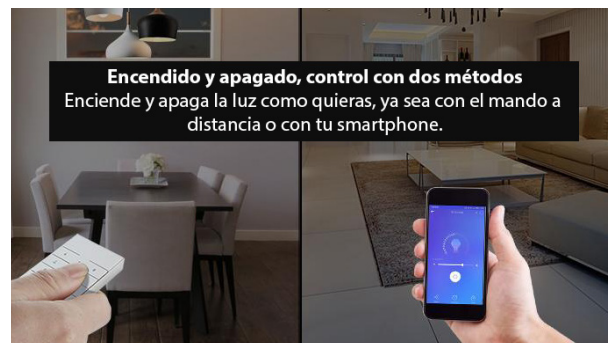 Encendido y apagado, control con dos métodos
Enciende y apaga la luz como quieras, ya sea con el mando a
distancia o con tu smartphone.